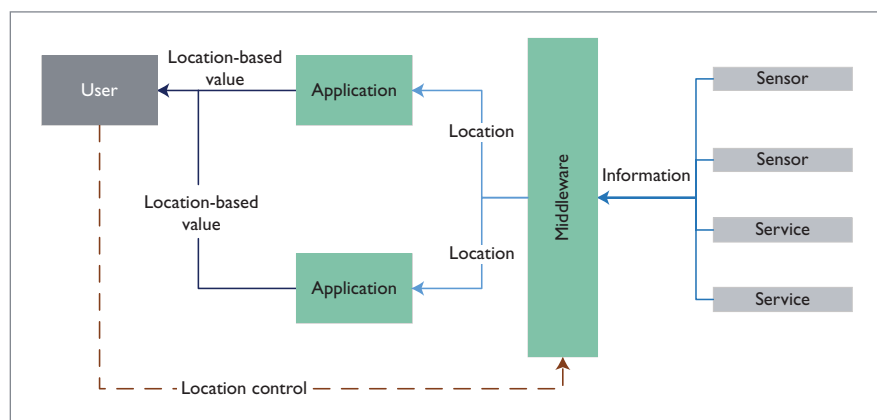 Location-based
value
User
Application
Sensor
Location
Sensor
Information
Middleware
Location-based
value
Service
Location
Application
Service
Location control